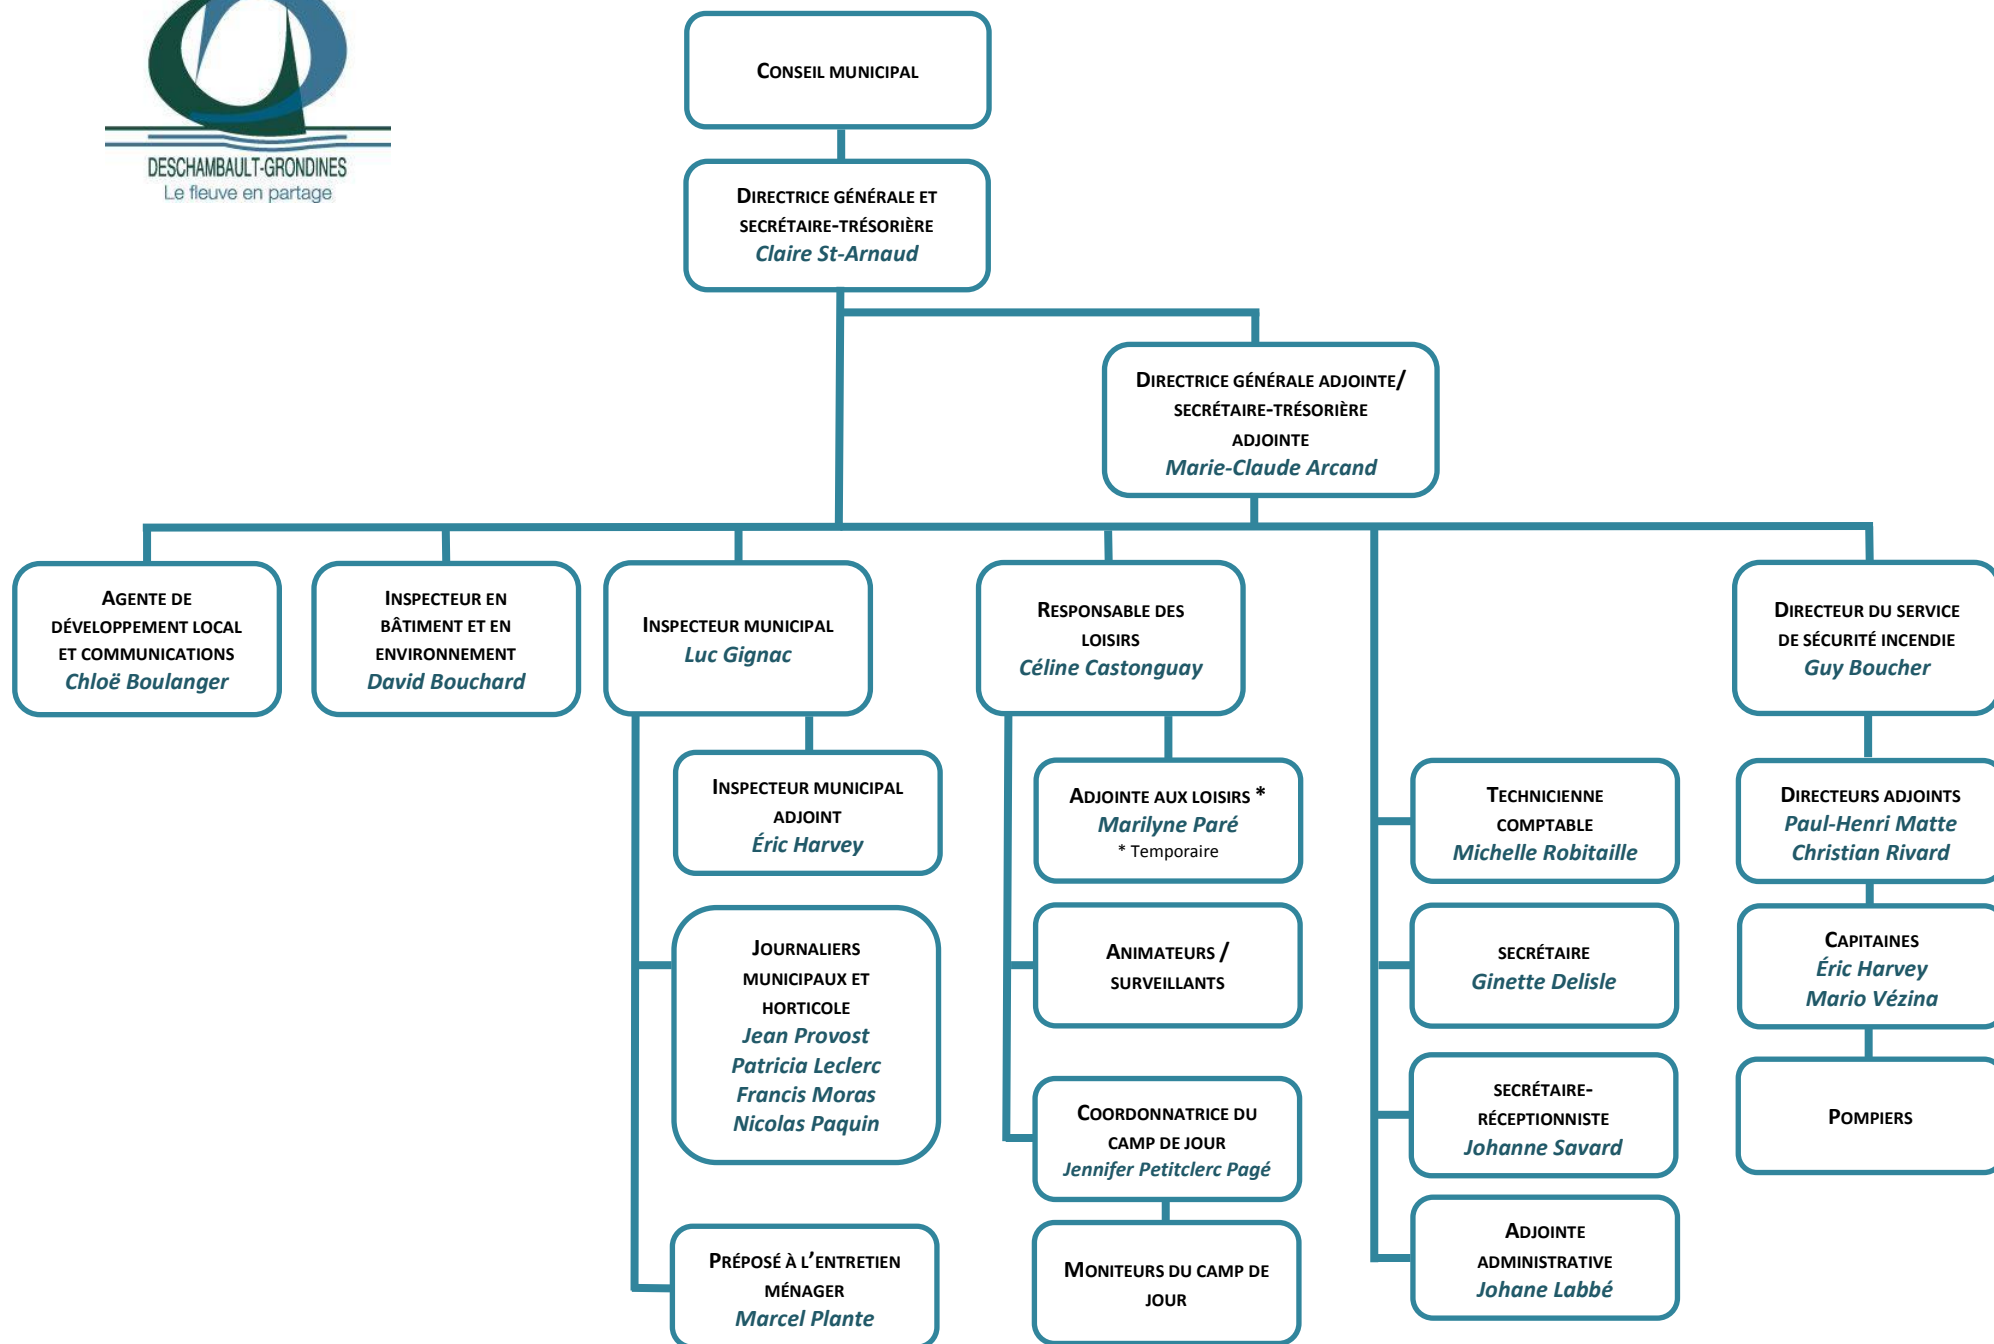 DESCHAMBAULT-GRONDINES
Le fleuve en partage
CONSEIL MUNICIPAL
DIRECTRICE GÉNÉRALE ET
SECRÉTAIRE-TRÉSORIÈRE
Claire St-Arnaud
DIRECTRICE GÉNÉRALE ADJOINTE/
SECRÉTAIRE-TRÉSORIÈRE
ADJOINTE
Marie-Claude Arcand
AGENTE DE
DÉVELOPPEMENT LOCAL
ET COMMUNICATIONS
Chloë Boulanger
INSPECTEUR EN
BÂTIMENT ET EN
ENVIRONNEMENT
David Bouchard
INSPECTEUR MUNICIPAL
Luc Gignac
RESPONSABLE DES
LOISIRS
Céline Castonguay
DIRECTEUR DU SERVICE
DE SÉCURITÉ INCENDIE
Guy Boucher
INSPECTEUR MUNICIPAL
ADJOINT
Éric Harvey
JOURNALIERS
MUNICIPAUX ET
HORTICOLE
Jean Provost
Patricia Leclerc
Francis Moras
Nicolas Paquin
PRÉPOSÉ À L'ENTRETIEN
MÉNAGER
Marcel Plante
ADJOINTE AUX LOISIRS *
Marilyne Paré
* Temporaire
ANIMATEURS /
SURVEILLANTS
COORDONNATRICE DU
CAMP DE JOUR
Jennifer Petitclerc Pagé
MONITEURS DU CAMP DE
JOUR
TECHNICIENNE
COMPTABLE
Michelle Robitaille
SECRÉTAIRE
Ginette Delisle
SECRÉTAIRE-
RÉCEPTIONNISTE
Johanne Savard
ADJOINTE
ADMINISTRATIVE
Johane Labbé
DIRECTEURS ADJOINTS
Paul-Henri Matte
Christian Rivard
CAPITAINES
Éric Harvey
Mario Vézina
POMPIERS